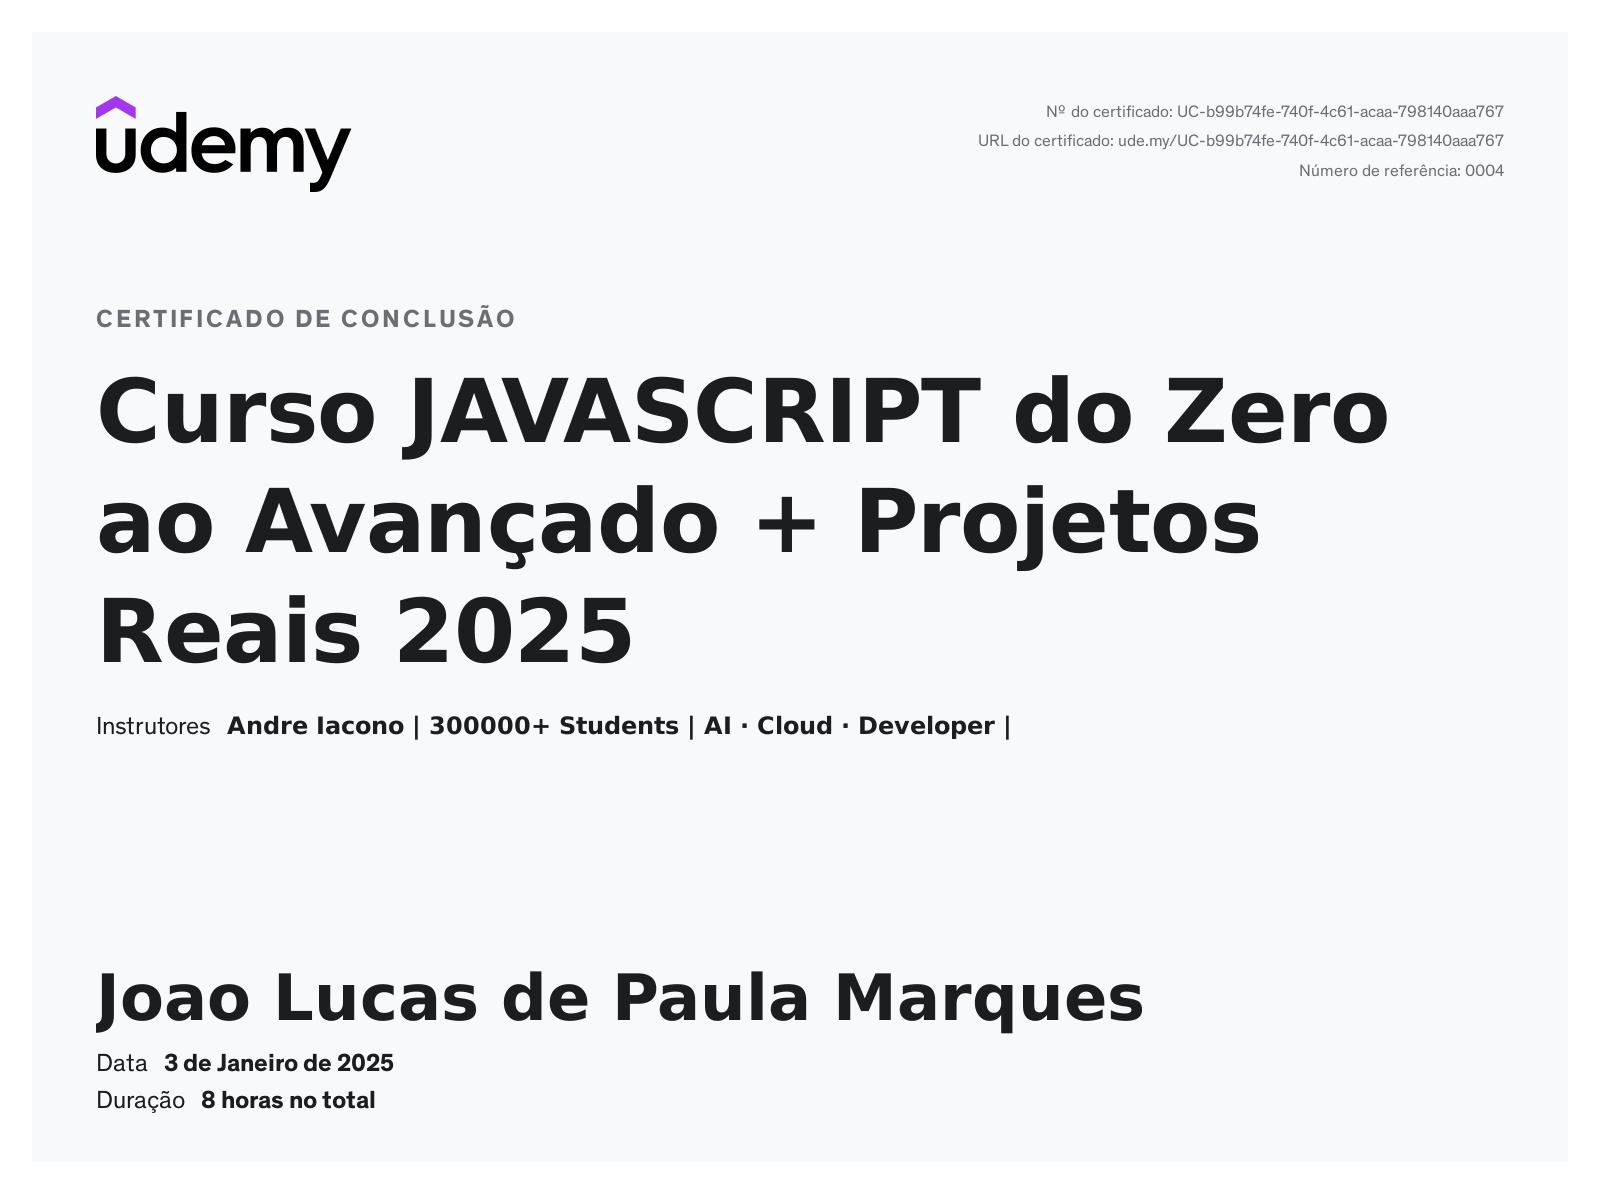 udemy
Nº do certificado: UC-b99b74fe-740f-4c61-acaa-798140aaa767
URL do certificado: ude.my/UC-b99b74fe-740f-4c61-acaa-798140aaa767
Número de referência: 0004
CERTIFICADO DE CONCLUSÃO
Curso JAVASCRIPT do Zero
ao Avançado + Projetos
Reais 2025
Instrutores Andre Iacono | 300000+ Students | AI · Cloud · Developer |
Joao Lucas de Paula Marques
Data 3 de Janeiro de 2025
Duração 8 horas no total